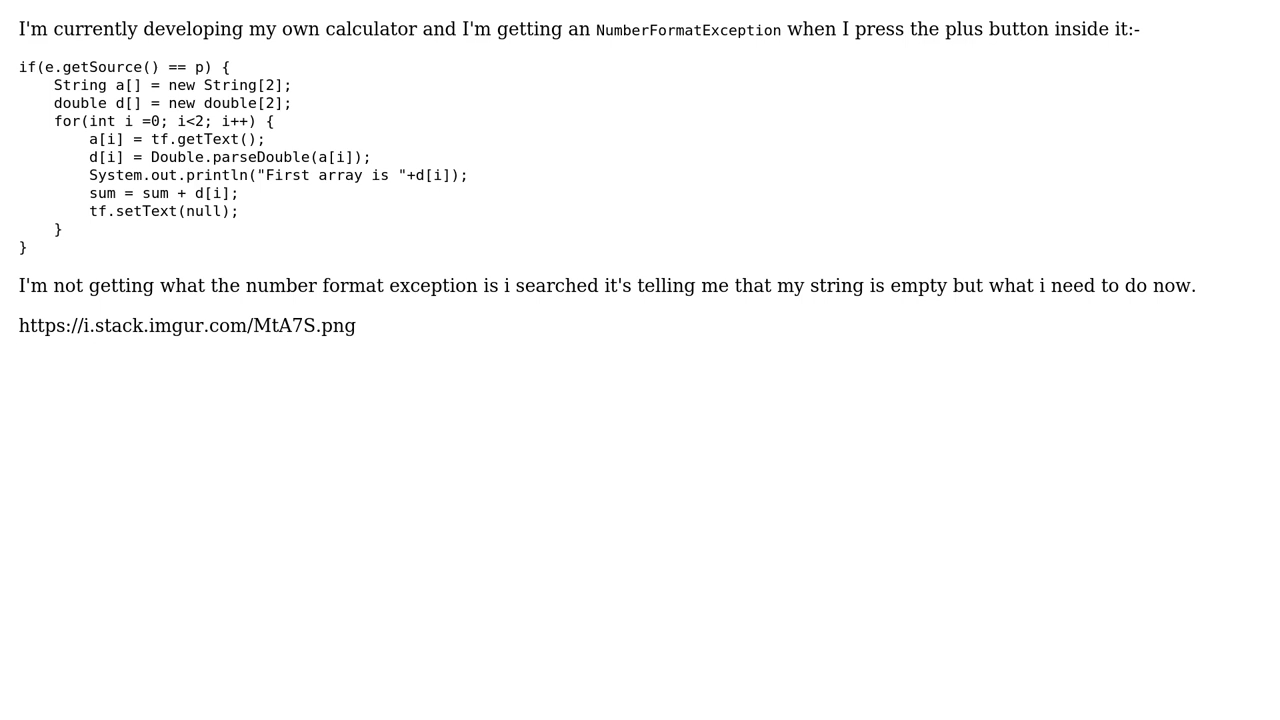 I'm currently developing my own calculator and I'm getting an NumberFormatException when I press the plus button inside it:-
if(e.getSource() == p) {
    String a[] = new String[2];
    double d[] = new double[2];
    for(int i =0; i<2; i++) {
        a[i] = tf.getText();
        d[i] = Double.parseDouble(a[i]);
        System.out.println("First array is "+d[i]);
        sum = sum + d[i];
        tf.setText(null);
    }
}
I'm not getting what the number format exception is i searched it's telling me that my string is empty but what i need to do now.
https://i.stack.imgur.com/MtA7S.png